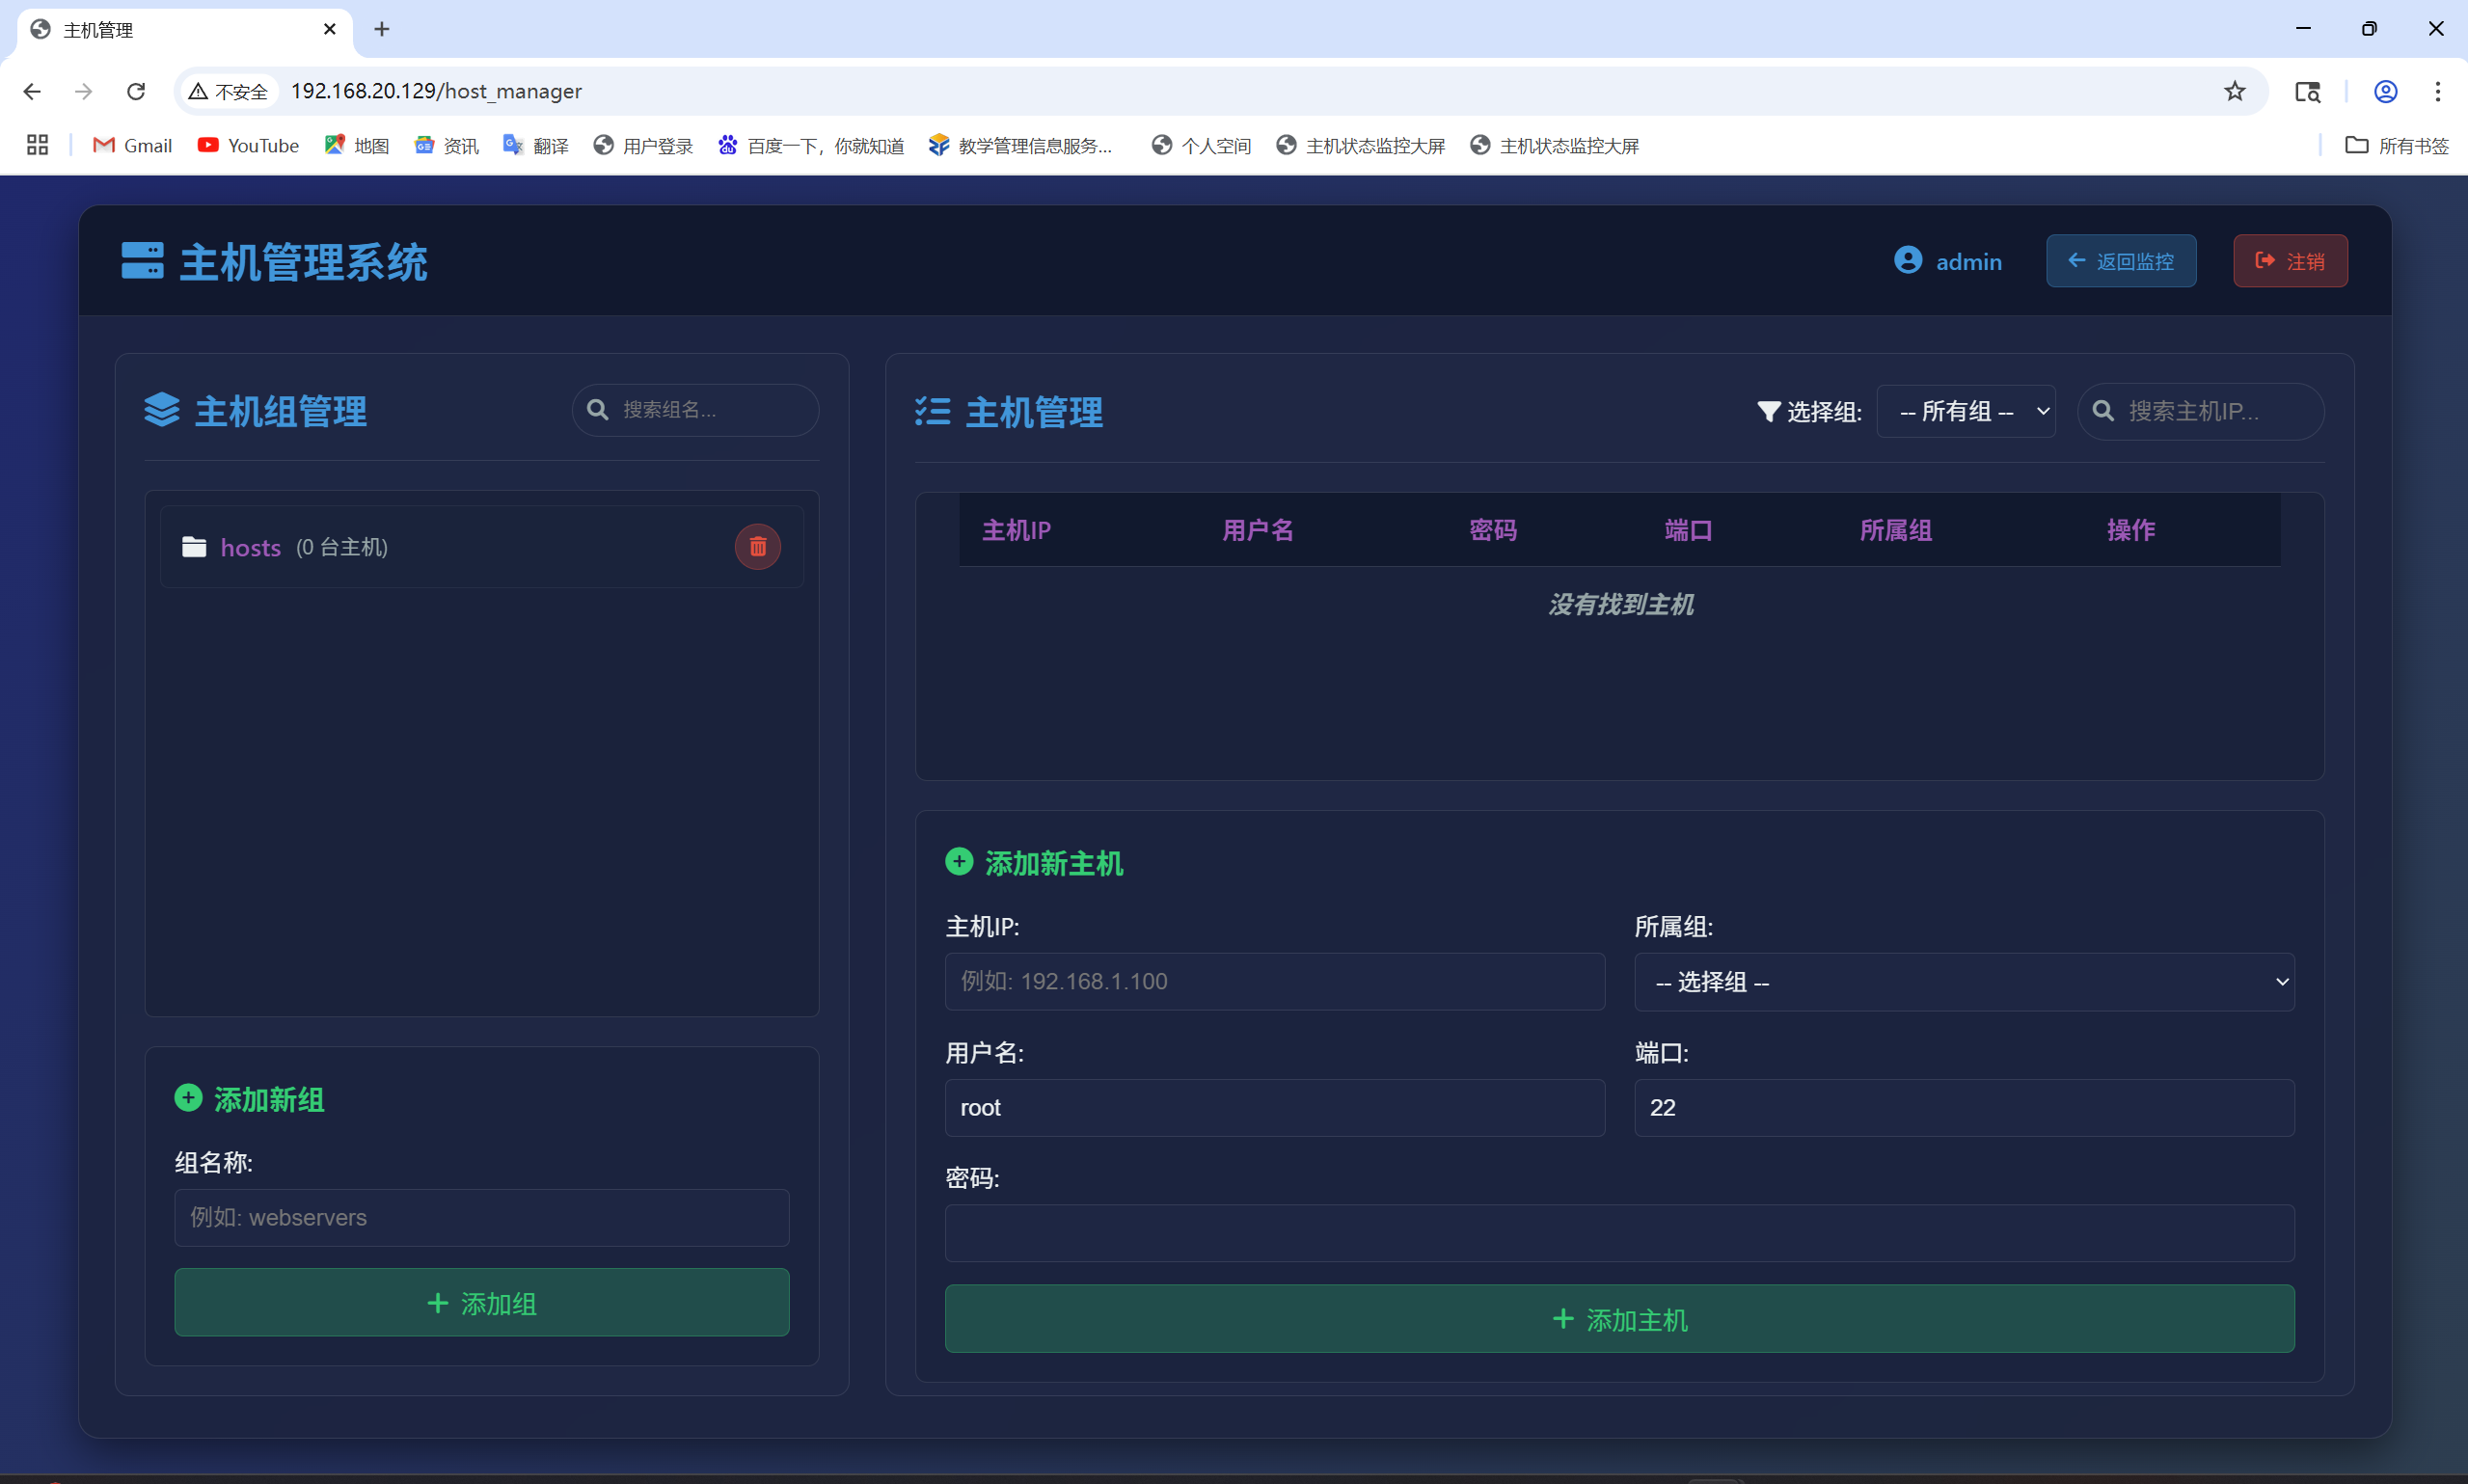 主机管理
不安全
192.168.20.129/host_manager
Gmail
YouTube
地图
资讯
翻译
用户登录
百度一下，你就知道
教学管理信息服务...
个人空间
主机状态监控大屏
主机状态监控大屏
所有书签
主机管理系统
admin
返回监控
注销
主机组管理
搜索组名...
hosts (0 台主机)
添加新组
组名称:
例如: webservers
添加组
主机管理
选择组:
-- 所有组 --
搜索主机IP...
主机IP 用户名 密码 端口 所属组 操作
没有找到主机
添加新主机
主机IP:
例如: 192.168.1.100
所属组:
-- 选择组 --
用户名:
root
端口:
22
密码:
添加主机